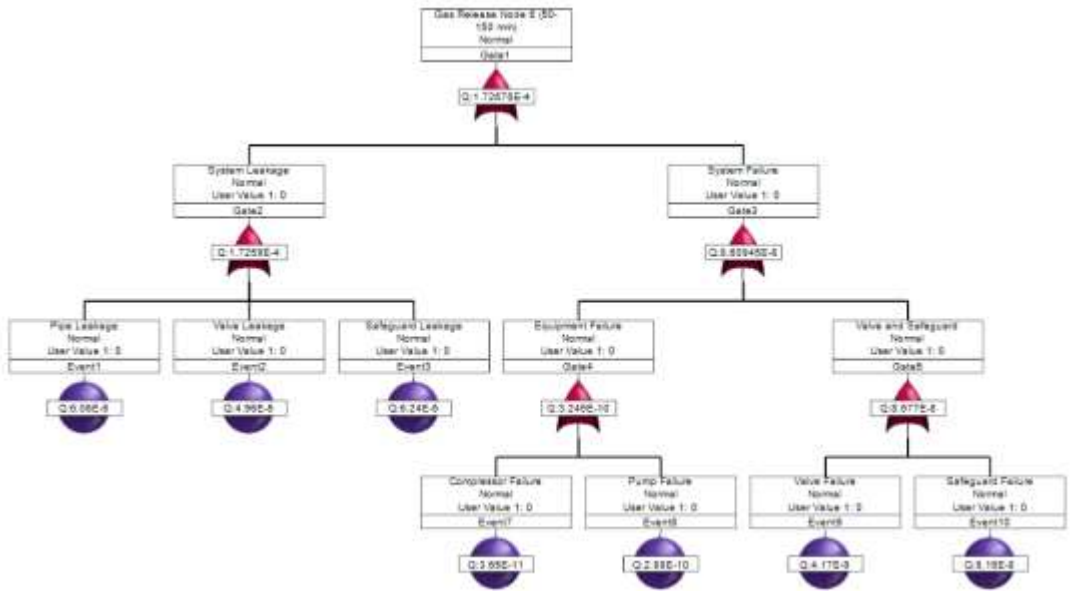 Gas Release Node 8 (50-
150 mm)
Normal
Gate1
System Leakage
Normal
User Value 1: 0
Gate2
System Failure
Normal
User Value 1: 0
Gate3
Pipe Leakage
Normal
User Value 1: 0
Event1
Valve Leakage
Normal
User Value 1: 0
Event2
Safeguard Leakage
Normal
User Value 1: 0
Event3
Equipment Failure
Normal
User Value 1: 0
Gate4
Valve and Safeguard
Normal
User Value 1: 0
Gate5
Compressor Failure
Normal
User Value 1: 0
Event7
Pump Failure
Normal
User Value 1: 0
Valve Failure
Normal
User Value 1: 0
Event9
Safeguard Failure
Normal
User Value 1: 0
Event10
Q:3.65E-11